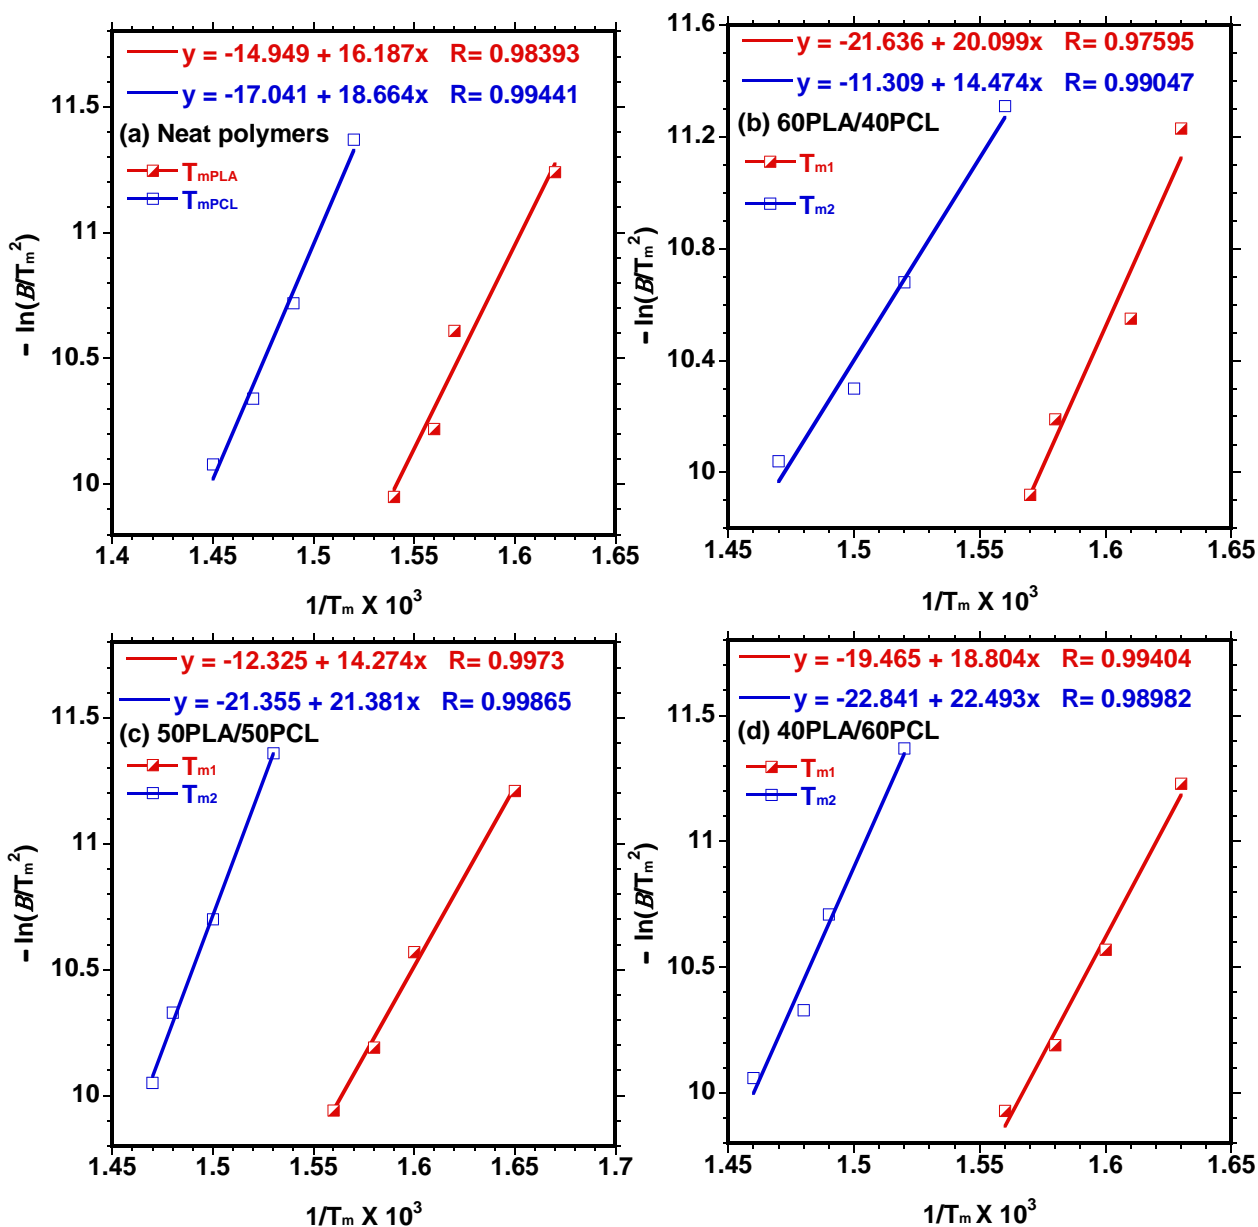 y = -14.949 + 16.187x R= 0.98393
y = -17.041 + 18.664x R= 0.99441
(a) Neat polymers
TmPLA
TmPCL
11.5
11
10.5
10
1.4
1.45
1.5
1.55
1.6
1.65
– ln(B/Tm²)
1/Tm X 10³
y = -21.636 + 20.099x R= 0.97595
y = -11.309 + 14.474x R= 0.99047
(b) 60PLA/40PCL
Tm1
Tm2
11.6
11.2
10.8
10.4
10
1.45
1.5
1.55
1.6
1.65
– ln(B/Tm²)
1/Tm X 10³
y = -12.325 + 14.274x R= 0.9973
y = -21.355 + 21.381x R= 0.99865
(c) 50PLA/50PCL
Tm1
Tm2
11.5
11
10.5
10
1.45
1.5
1.55
1.6
1.65
1.7
– ln(B/Tm²)
1/Tm X 10³
y = -19.465 + 18.804x R= 0.99404
y = -22.841 + 22.493x R= 0.98982
(d) 40PLA/60PCL
Tm1
Tm2
11.5
11
10.5
10
1.45
1.5
1.55
1.6
1.65
– ln(B/Tm²)
1/Tm X 10³